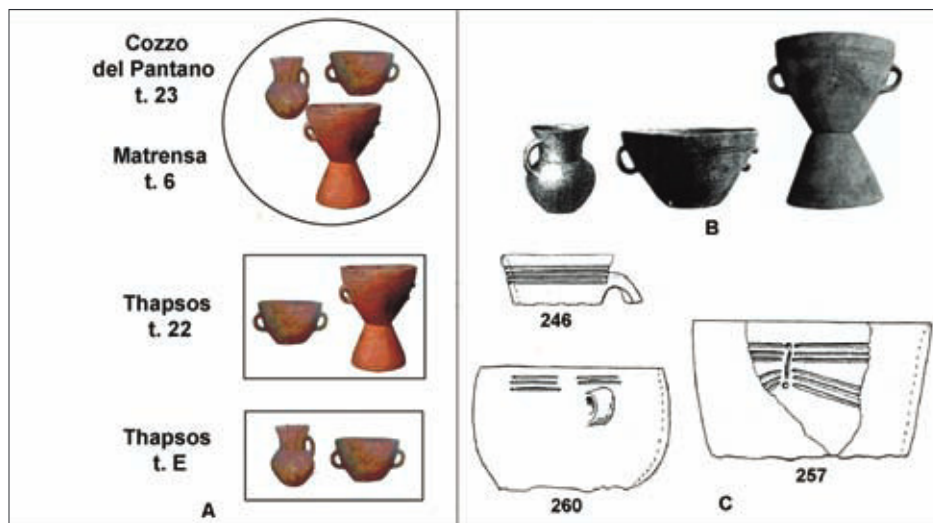 Cozzo
del Pantano
t. 23
Matrensa
t. 6
Thapsos
t. 22
Thapsos
t. E
A
B
246
260
257
C